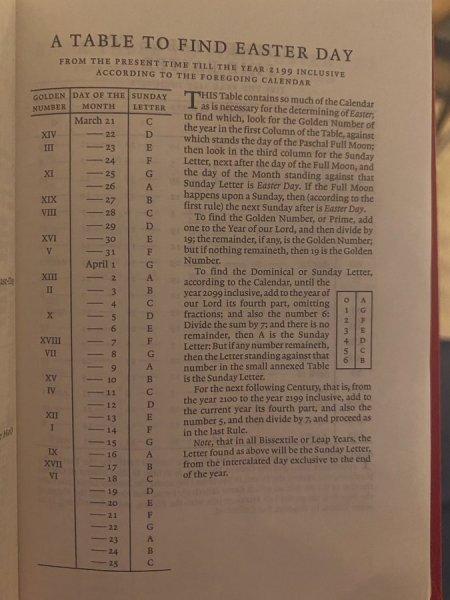 A TABLE TO FIND EASTER DAY
FROM THE PRESENT TIME TILL THE YEAR 2199 INCLUSIVE
ACCORDING TO THE FOREGOING CALENDAR
GOLDEN NUMBER DAY OF THE MONTH SUNDAY LETTER
March 21 C
XIV — 22 D
III — 23 E
— 24 F
XI — 25 G
— 26 A
XIX — 27 B
VIII — 28 C
— 29 D
XVI — 30 E
V — 31 F
April 1 G
XIII — 2 A
II — 3 B
— 4 C
X — 5 D
— 6 E
XVIII — 7 F
VII — 8 G
— 9 A
XV — 10 B
IV — 11 C
— 12 D
XII — 13 E
I — 14 F
— 15 G
IX — 16 A
XVII — 17 B
VI — 18 C
— 19 D
— 20 E
— 21 F
— 22 G
— 23 A
— 24 B
— 25 C
THIS Table contains so much of the Calendar
as is necessary for the determining of Easter;
to find which, look for the Golden Number of
the year in the first Column of the Table, against
which stands the day of the Paschal Full Moon;
then look in the third column for the Sunday
Letter, next after the day of the Full Moon, and
the day of the Month standing against that
Sunday Letter is Easter Day. If the Full Moon
happens upon a Sunday, then (according to the
first rule) the next Sunday after is Easter Day.
To find the Golden Number, or Prime, add
one to the Year of our Lord, and then divide by
19; the remainder, if any, is the Golden Number;
but if nothing remaineth, then 19 is the Golden
Number.
To find the Dominical or Sunday Letter,
according to the Calendar, until the
year 2099 inclusive, add to the year of
our Lord its fourth part, omitting
fractions; and also the number 6:
Divide the sum by 7; and there is no
remainder, then A is the Sunday
Letter: But if any number remaineth,
then the Letter standing against that
number in the small annexed Table
is the Sunday Letter.
0 A
1 G
2 F
3 E
4 D
5 C
6 B
For the next following Century, that is, from
the year 2100 to the year 2199 inclusive, add to
the current year its fourth part, and also the
number 5, and then divide by 7, and proceed as
in the last Rule.
Note, that in all Bissextile or Leap Years, the
Letter found as above will be the Sunday Letter,
from the intercalated day exclusive to the end
of the year.